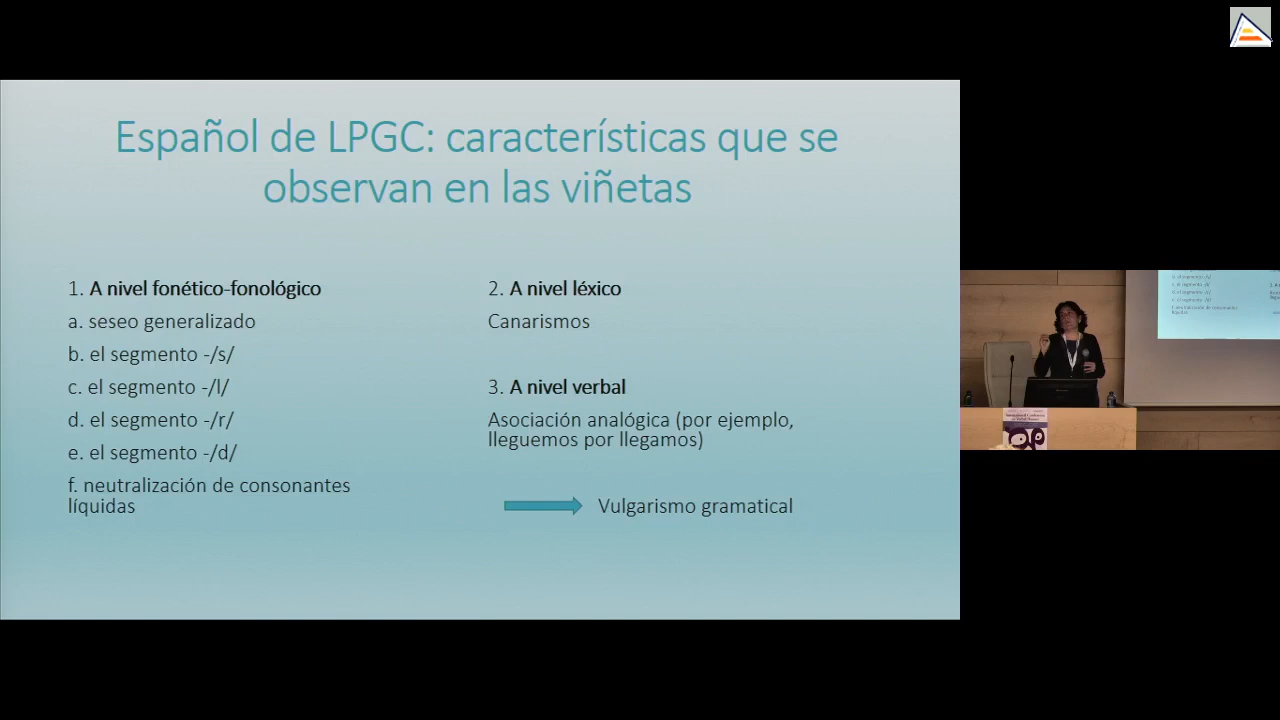 Español de LPGC: características que se
observan en las viñetas
1. A nivel fonético-fonológico
a. seseo generalizado
b. el segmento -/s/
c. el segmento -/l/
d. el segmento -/r/
e. el segmento -/d/
f. neutralización de consonantes
líquidas
2. A nivel léxico
Canarismos
3. A nivel verbal
Asociación analógica (por ejemplo,
lleguemos por llegamos)
Vulgarismo gramatical
International Conference